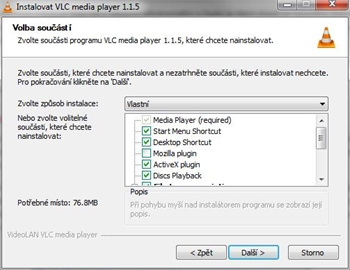 Instalovat VLC media player 1.1.5
Volba součástí
Zvolte součásti programu VLC media player 1.1.5, které chcete nainstalovat.
Zvolte součásti, které chcete nainstalovat a nezatrhněte součásti, které instalovat nechcete.
Pro pokračování klikněte na 'Další'.
Zvolte způsob instalace:
Vlastní
Nebo zvolte volitelné
součásti, které chcete
nainstalovat:
Media Player (required)
Start Menu Shortcut
Desktop Shortcut
Mozilla plugin
ActiveX plugin
Discs Playback
Popis
Potřebné místo: 76.8MB
Při pohybu myší nad instalátorem programu se zobrazí její
popis.
VideoLAN VLC media player
< Zpět
Další >
Storno